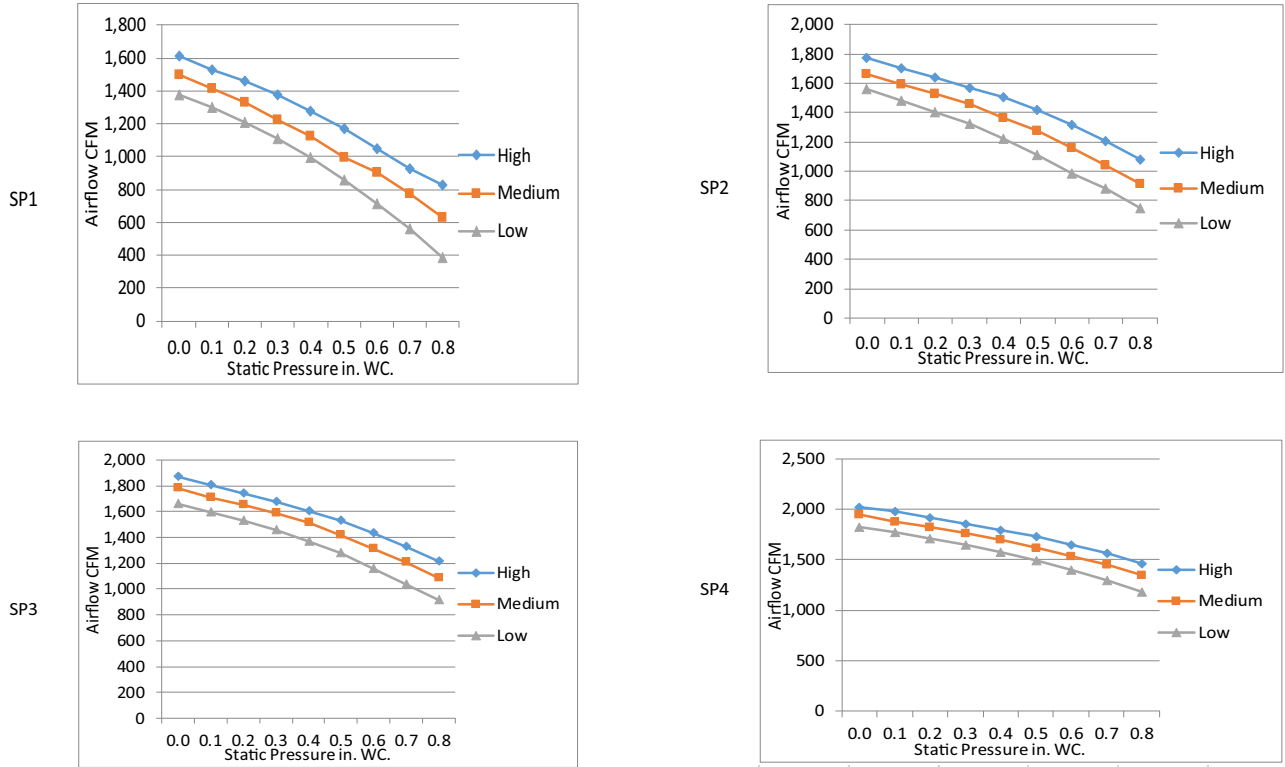 SP1
Airflow CFM
1,800
1,600
1,400
1,200
1,000
800
600
400
200
0
0.0 0.1 0.2 0.3 0.4 0.5 0.6 0.7 0.8
Static Pressure in. WC.
High
Medium
Low
SP2
Airflow CFM
2,000
1,800
1,600
1,400
1,200
1,000
800
600
400
200
0
0.0 0.1 0.2 0.3 0.4 0.5 0.6 0.7 0.8
Static Pressure in. WC.
High
Medium
Low
SP3
Airflow CFM
2,000
1,800
1,600
1,400
1,200
1,000
800
600
400
200
0
0.0 0.1 0.2 0.3 0.4 0.5 0.6 0.7 0.8
Static Pressure in. WC.
High
Medium
Low
SP4
Airflow CFM
2,500
2,000
1,500
1,000
500
0
0.0 0.1 0.2 0.3 0.4 0.5 0.6 0.7 0.8
Static Pressure in. WC.
High
Medium
Low